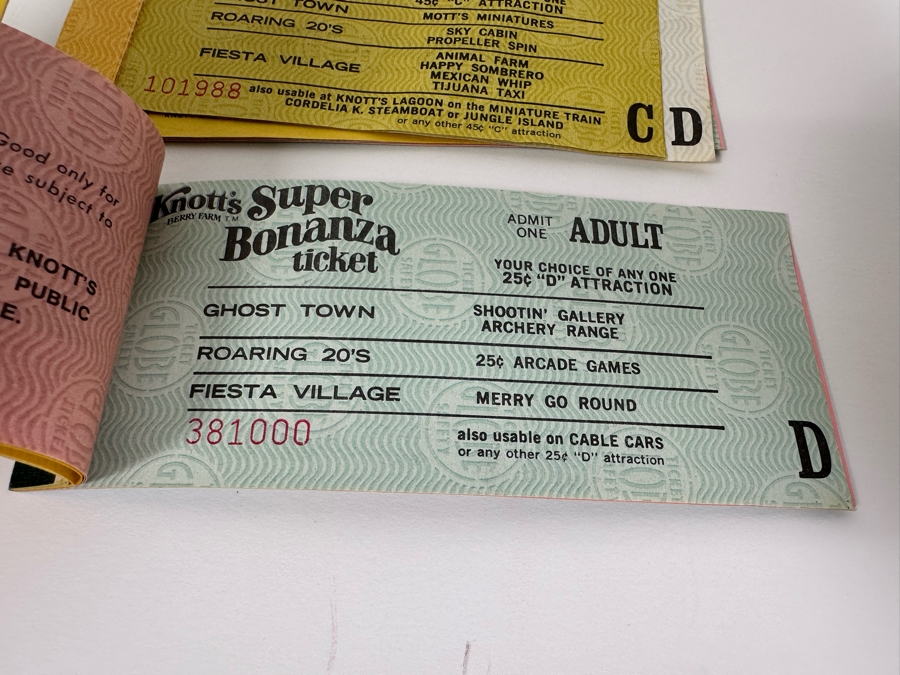 45¢ "C" ATTRACTION
TOWN
MOTT'S MINIATURES
ROARING 20'S
SKY CABIN
PROPELLER SPIN
FIESTA VILLAGE
ANIMAL FARM
HAPPY SOMBRERO
MEXICAN WHIP
TIJUANA TAXI
101988
also usable at KNOTT'S LAGOON on the MINIATURE TRAIN
CORDELIA K. STEAMBOAT or JUNGLE ISLAND
or any other 45¢ "C" attraction
C
D
Good only for
subject to
KNOTT'S
PUBLIC
E.
Knott's
BERRY FARM T.M.
Super
Bonanza
ticket
ADMIT
ONE
ADULT
YOUR CHOICE OF ANY ONE
25¢ "D" ATTRACTION
GHOST TOWN
SHOOTIN' GALLERY
ARCHERY RANGE
ROARING 20'S
25¢ ARCADE GAMES
FIESTA VILLAGE
MERRY GO ROUND
381000
also usable on CABLE CARS
or any other 25¢ "D" attraction
D